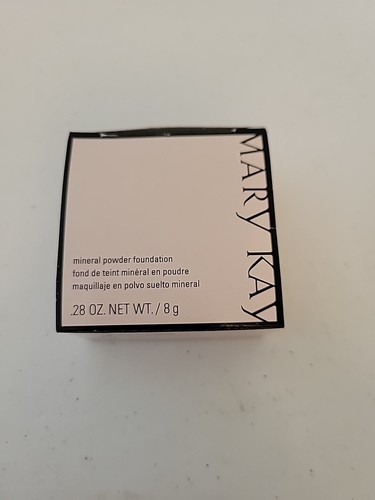 MARY KAY
mineral powder foundation
fond de teint minéral en poudre
maquillaje en polvo suelto mineral
.28 OZ. NET WT. / 8 g